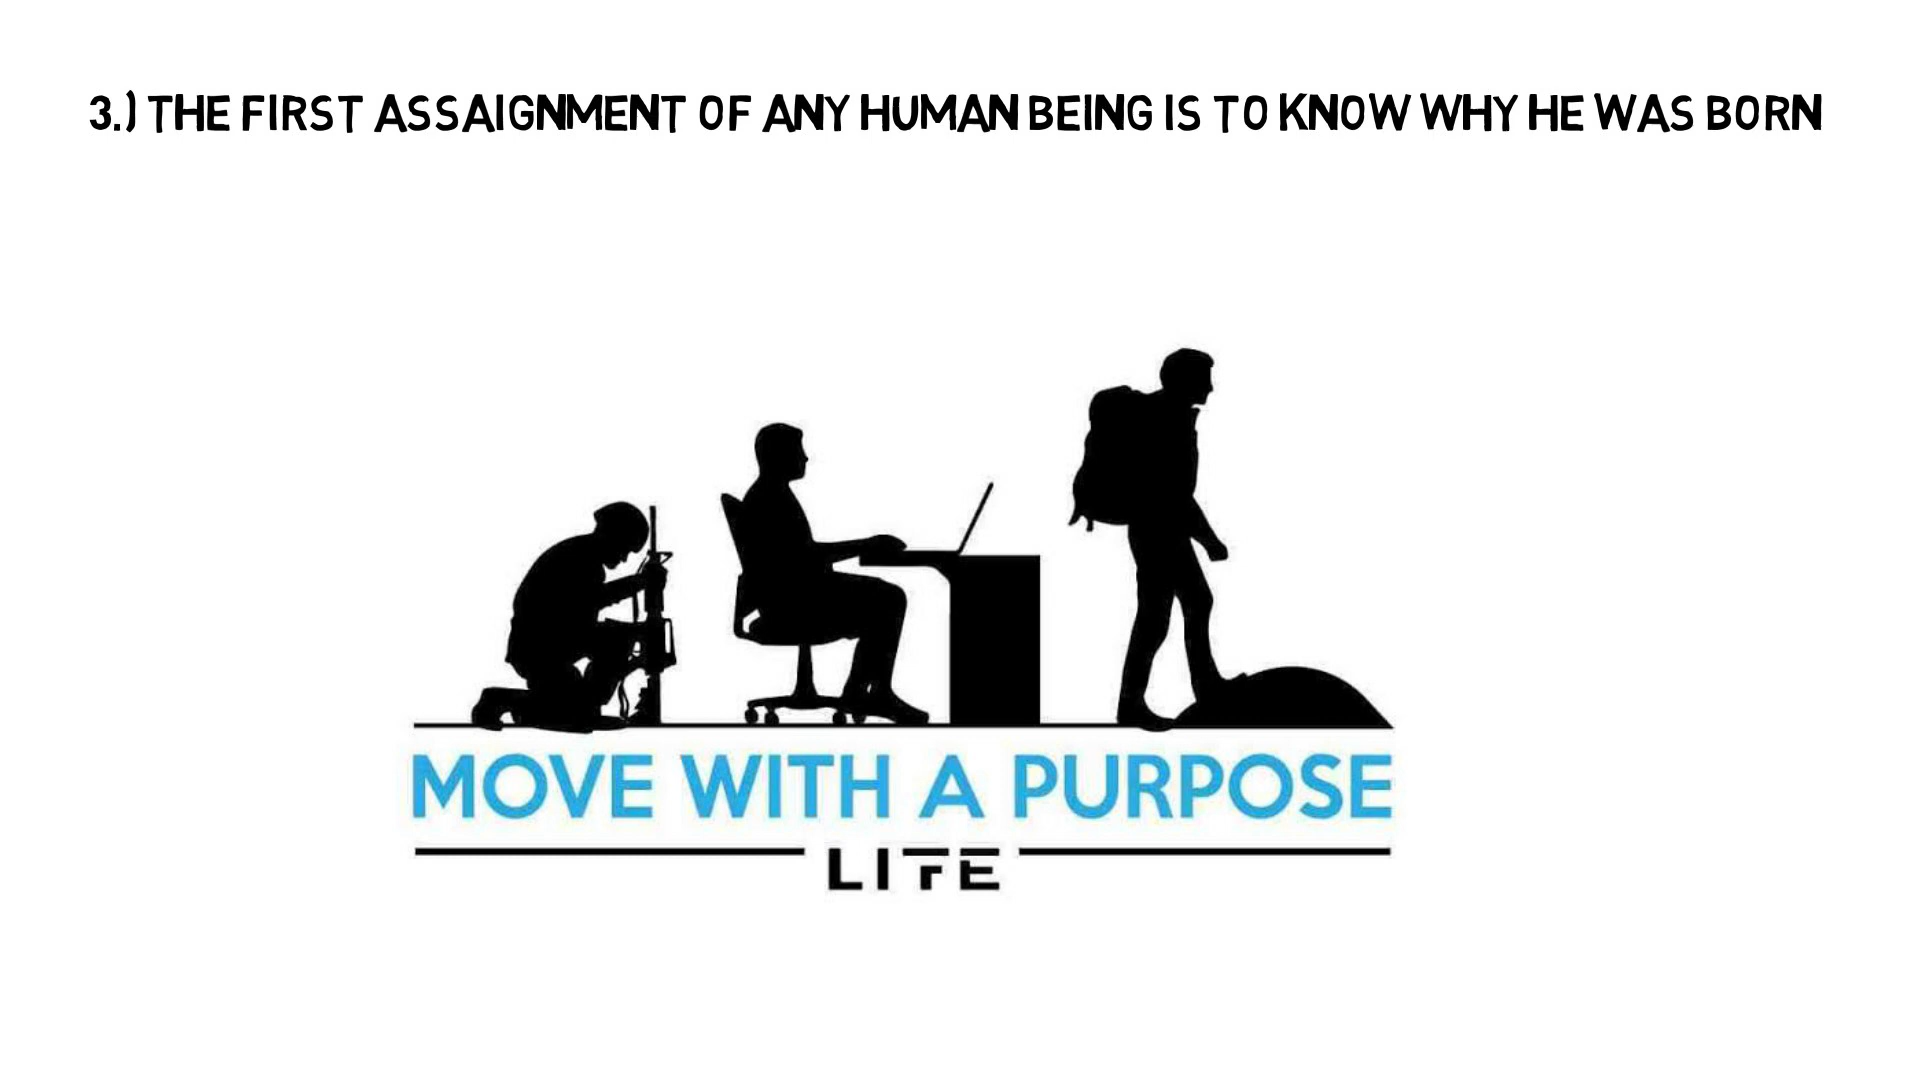 3.) THE FIRST ASSAIGNMENT OF ANY HUMAN BEING IS TO KNOW WHY HE WAS BORN
MOVE WITH A PURPOSE
LIFE